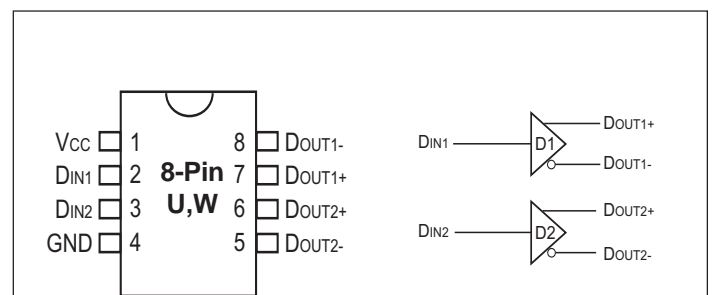 Vcc 1 8 DOUT1-
DIN1 2 8-Pin 7 DOUT1+
DIN2 3 U,W 6 DOUT2+
GND 4 5 DOUT2-
DOUT1+
DIN1 D1
DOUT1-
DOUT2+
DIN2 D2
DOUT2-